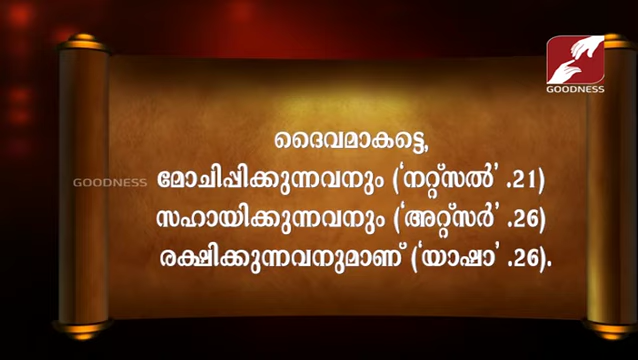 GOODNESS
ദൈവമാകട്ടെ,
GOODNESS
മോചിപ്പിക്കുന്നവനും (‘നറ്റ്സൽ’ .21)
സഹായിക്കുന്നവനും (‘അറ്റ്സർ’ .26)
രക്ഷിക്കുന്നവനുമാണ് (‘യാഷാ’ .26).